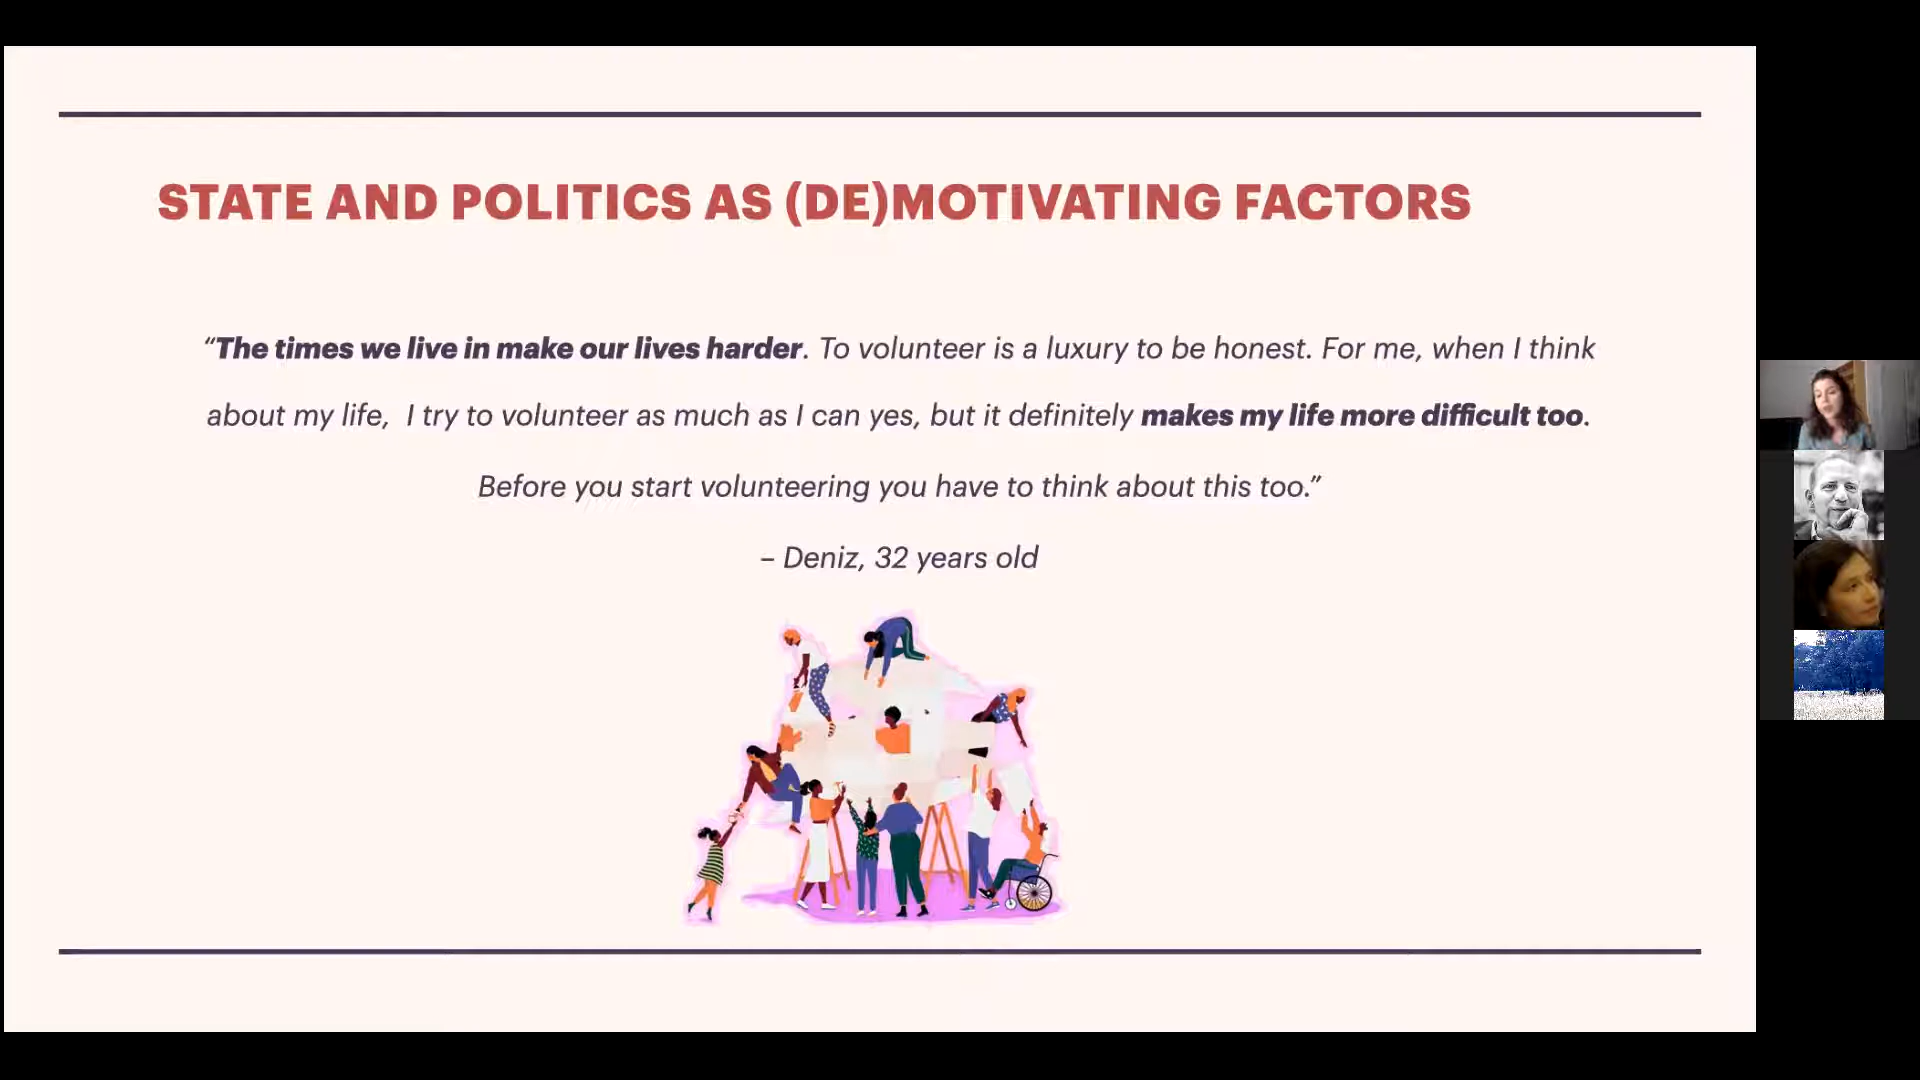 STATE AND POLITICS AS (DE)MOTIVATING FACTORS
“The times we live in make our lives harder. To volunteer is a luxury to be honest. For me, when I think
about my life,  I try to volunteer as much as I can yes, but it definitely makes my life more difficult too.
Before you start volunteering you have to think about this too.”
– Deniz, 32 years old